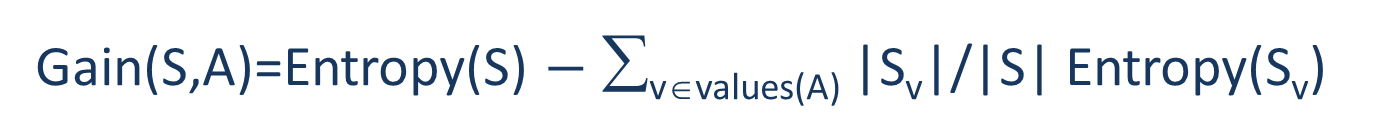 Gain(S,A)=Entropy(S) − ∑v∈values(A) |Sv|/|S| Entropy(Sv)